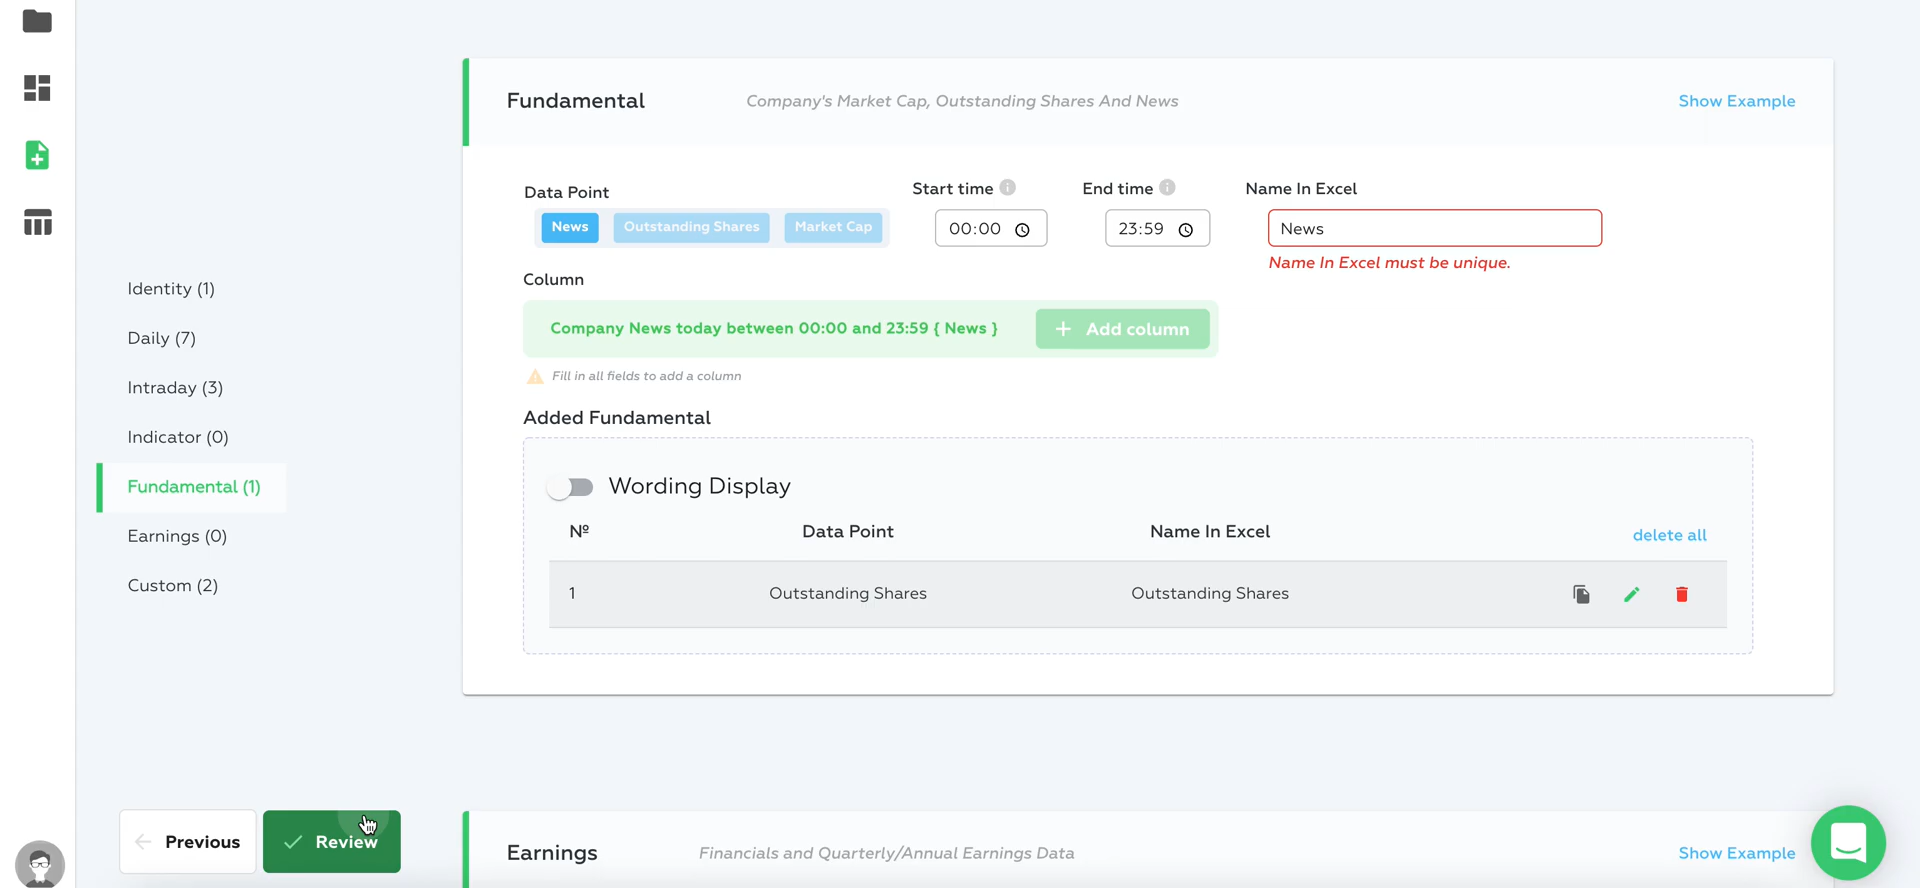 Fundamental
Company's Market Cap, Outstanding Shares And News
Show Example
Data Point
Start time
End time
Name In Excel
News
Outstanding Shares
Market Cap
00:00
23:59
News
Name In Excel must be unique.
Column
Company News today between 00:00 and 23:59 { News }
+ Add column
Fill in all fields to add a column
Added Fundamental
Wording Display
Nº
Data Point
Name In Excel
delete all
1
Outstanding Shares
Outstanding Shares
Identity (1)
Daily (7)
Intraday (3)
Indicator (0)
Fundamental (1)
Earnings (0)
Custom (2)
Previous
Review
Earnings
Financials and Quarterly/Annual Earnings Data
Show Example